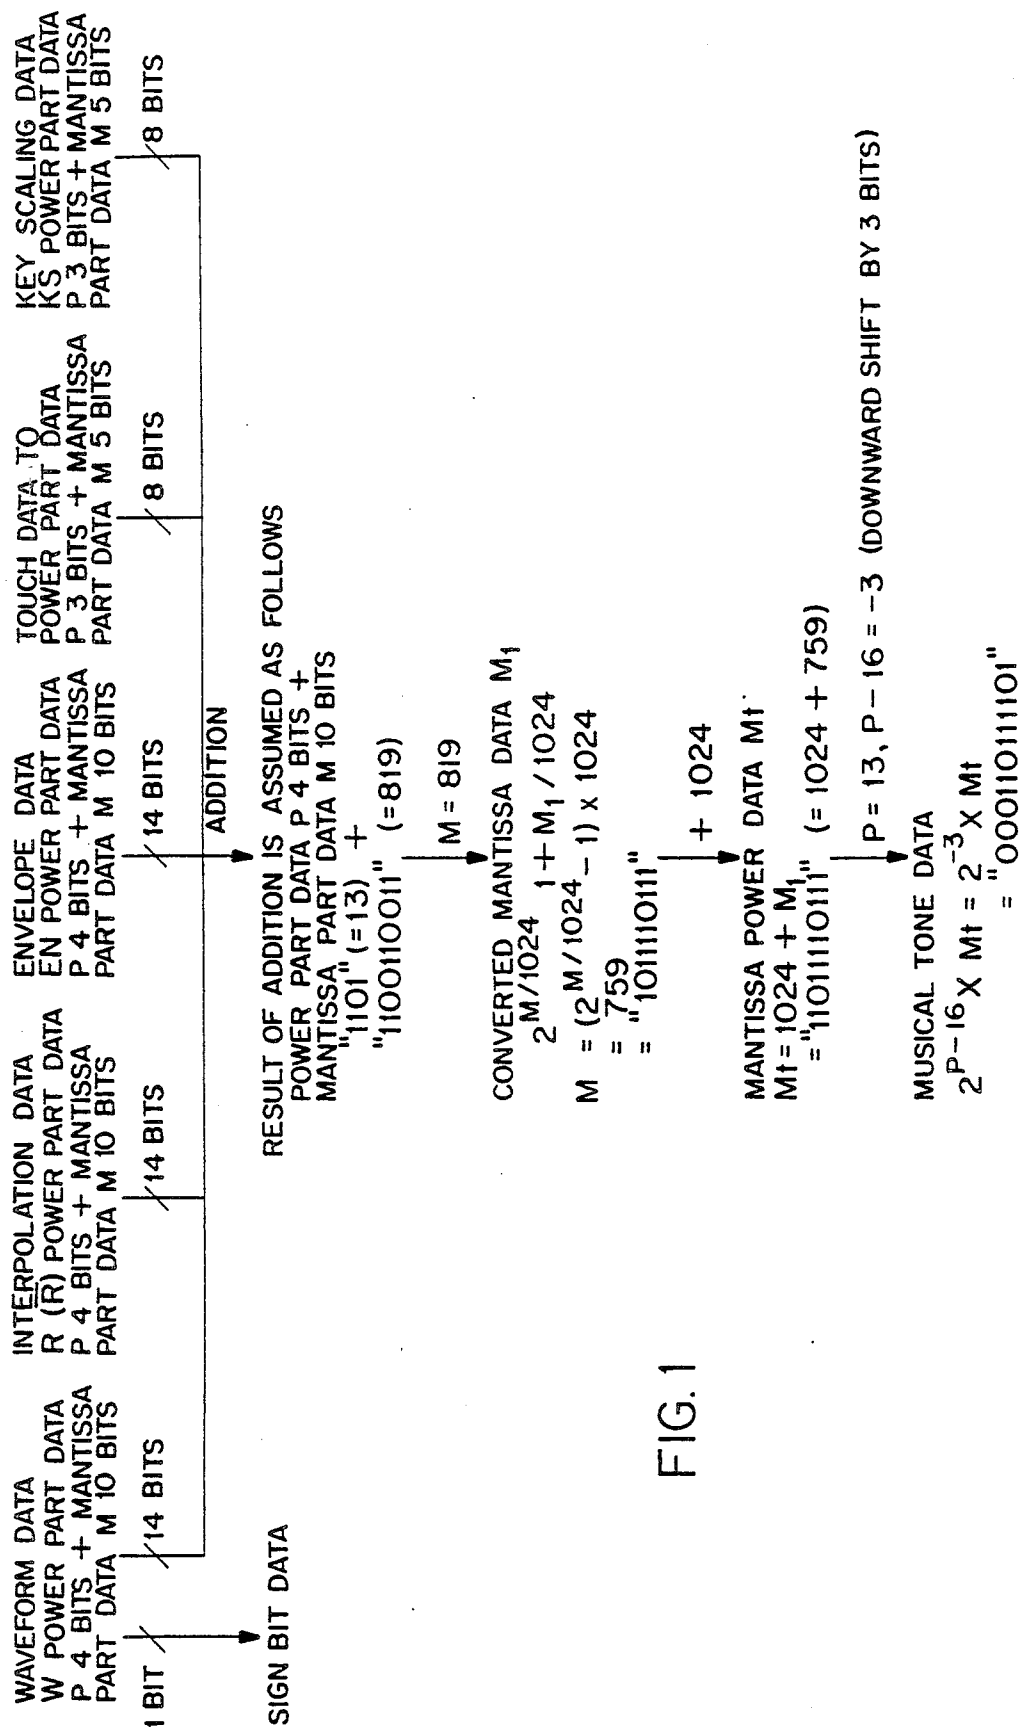 WAVEFORM DATA
W POWER PART DATA
P 4 BITS + MANTISSA
PART DATA M 10 BITS
1 BIT
14 BITS
SIGN BIT DATA
INTERPOLATION DATA
R (R̅) POWER PART DATA
P 4 BITS + MANTISSA
PART DATA M 10 BITS
14 BITS
ENVELOPE DATA
EN POWER PART DATA
P 4 BITS + MANTISSA
PART DATA M 10 BITS
14 BITS
TOUCH DATA TO
POWER PART DATA
P 3 BITS + MANTISSA
PART DATA M 5 BITS
8 BITS
KEY SCALING DATA
KS POWER PART DATA
P 3 BITS + MANTISSA
PART DATA M 5 BITS
8 BITS
ADDITION
RESULT OF ADDITION IS ASSUMED AS FOLLOWS
POWER PART DATA P 4 BITS +
MANTISSA PART DATA M 10 BITS
"1101" (=13) +
"1100110011" (=819)
M = 819
CONVERTED MANTISSA DATA M₁
2^M/1024 1 + M₁/1024
M = (2^M/1024 − 1) x 1024
= 759
= "1011110111"
+ 1024
MANTISSA POWER DATA Mt
Mt = 1024 + M₁
= "11011110111" (= 1024 + 759)
P = 13, P − 16 = −3 (DOWNWARD SHIFT BY 3 BITS)
MUSICAL TONE DATA
2^P−16 X Mt = 2^−3 X Mt
= "0001101111101"
FIG. 1